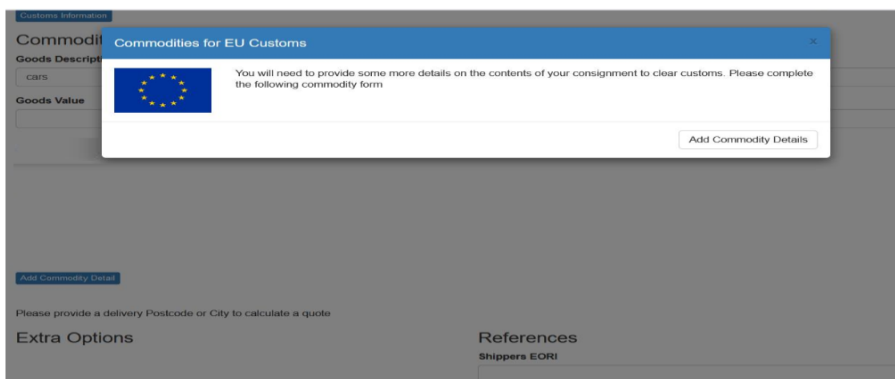 Customs Information
Commodit
Commodities for EU Customs
×
Goods Descript
cars
You will need to provide some more details on the contents of your consignment to clear customs. Please complete
the following commodity form
Goods Value
Add Commodity Details
Add Commodity Detail
Please provide a delivery Postcode or City to calculate a quote
Extra Options
References
Shippers EORI